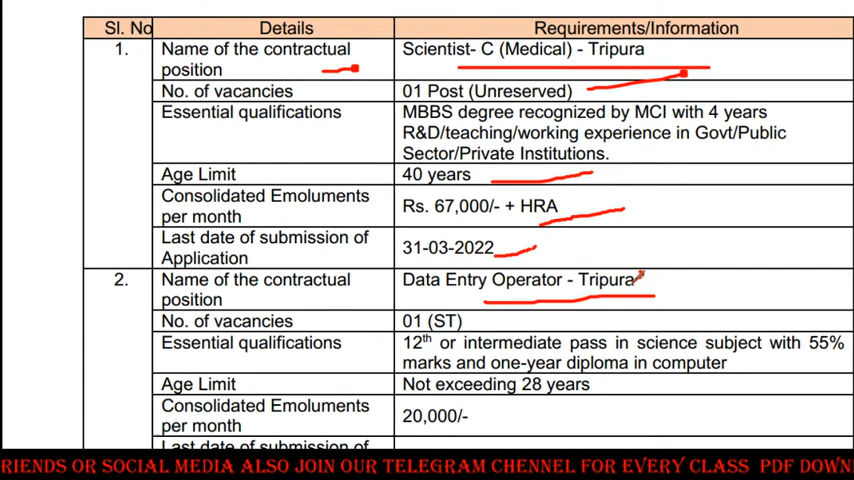 Sl. No Details Requirements/Information
1. Name of the contractual position Scientist- C (Medical) - Tripura
No. of vacancies 01 Post (Unreserved)
Essential qualifications MBBS degree recognized by MCI with 4 years
R&D/teaching/working experience in Govt/Public
Sector/Private Institutions.
Age Limit 40 years
Consolidated Emoluments per month Rs. 67,000/- + HRA
Last date of submission of Application 31-03-2022
2. Name of the contractual position Data Entry Operator - Tripura
No. of vacancies 01 (ST)
Essential qualifications 12th or intermediate pass in science subject with 55%
marks and one-year diploma in computer
Age Limit Not exceeding 28 years
Consolidated Emoluments per month 20,000/-
Last date of submission of
RIENDS OR SOCIAL MEDIA ALSO JOIN OUR TELEGRAM CHENNEL FOR EVERY CLASS PDF DOWN